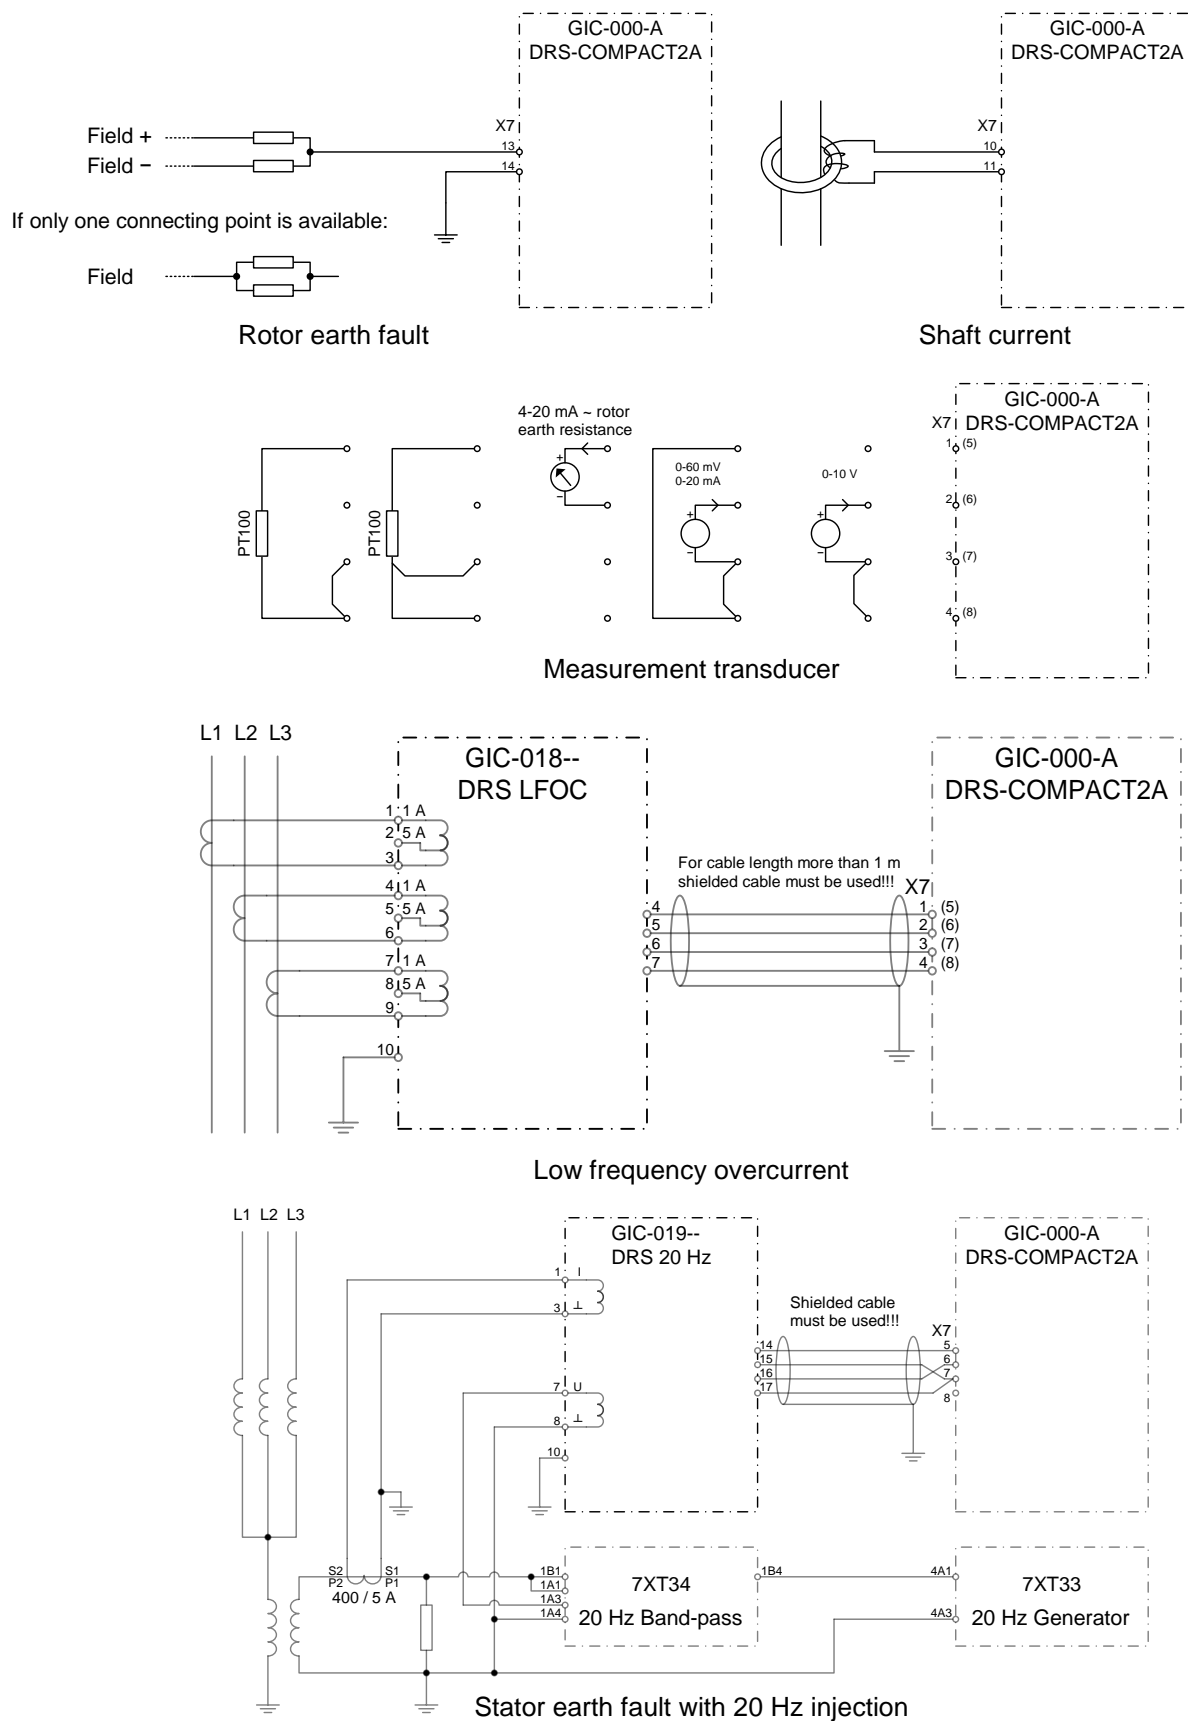 GIC-000-A
DRS-COMPACT2A
X7
Field +
13
Field −
14
If only one connecting point is available:
Field
Rotor earth fault
GIC-000-A
DRS-COMPACT2A
X7
10
11
Shaft current
4-20 mA ~ rotor
earth resistance
+
−
PT100
PT100
0-60 mV
0-20 mA
+
−
0-10 V
+
−
GIC-000-A
X7 DRS-COMPACT2A
1 (5)
2 (6)
3 (7)
4 (8)
Measurement transducer
L1 L2 L3
GIC-018--
DRS LFOC
1 1 A
2 5 A
3
4 1 A
5 5 A
6
7 1 A
8 5 A
9
10
4
5
6
7
For cable length more than 1 m
shielded cable must be used!!!
GIC-000-A
DRS-COMPACT2A
X7
1 (5)
2 (6)
3 (7)
4 (8)
Low frequency overcurrent
L1 L2 L3
GIC-019--
DRS 20 Hz
1 I
3 ⊥
7 U
8 ⊥
10
14
15
16
17
Shielded cable
must be used!!!
GIC-000-A
DRS-COMPACT2A
X7
5
6
7
8
S2 S1
P2 P1
400 / 5 A
1B1
1A1
1A3
1A4
7XT34
20 Hz Band-pass
1B4
4A1
4A3
7XT33
20 Hz Generator
Stator earth fault with 20 Hz injection